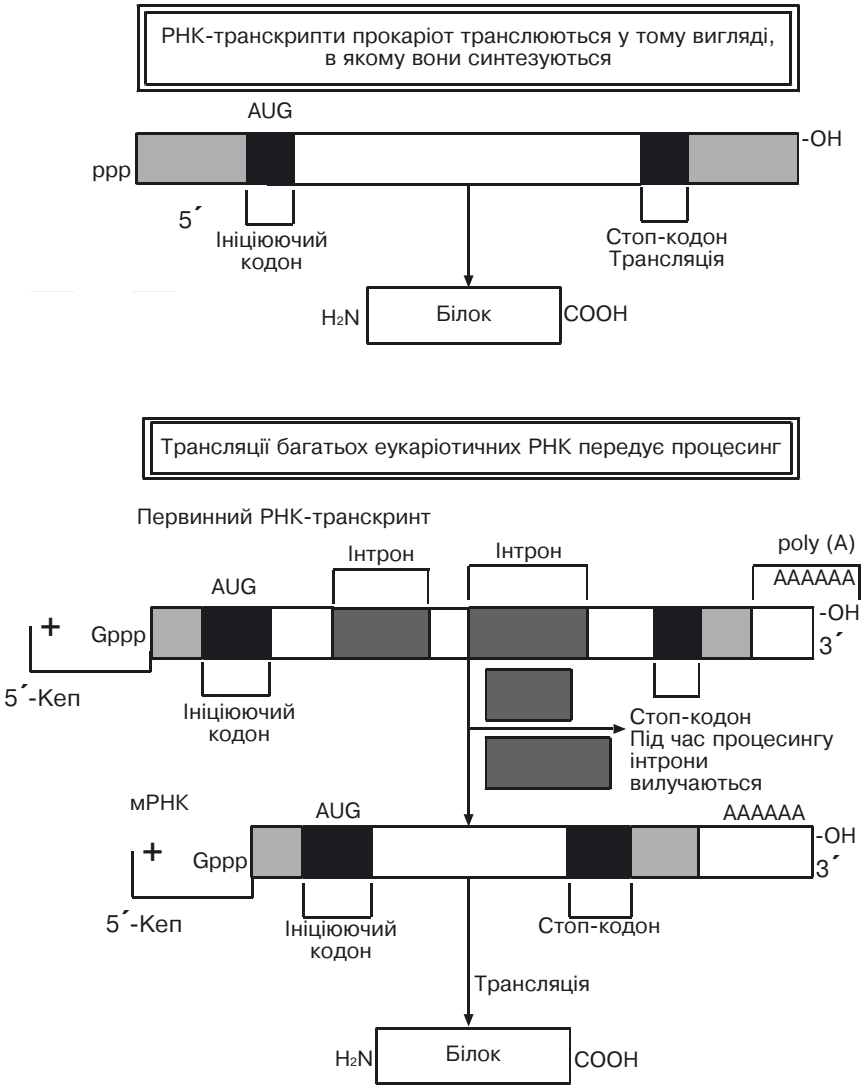 РНК-транскрипти прокаріот транслюються у тому вигляді,
в якому вони синтезуються
AUG
-OH
ppp
5´
Ініціюючий
кодон
Стоп-кодон
Трансляція
H₂N
Білок
COOH
Трансляції багатьох еукаріотичних РНК передує процесинг
Первинний РНК-транскринт
Інтрон
Інтрон
poly (A)
AAAAAA
AUG
+
Gppp
-OH
3´
5´-Кеп
Ініціюючий
кодон
Стоп-кодон
Під час процесингу
інтрони
вилучаються
мРНК
AUG
AAAAAA
+
Gppp
-OH
3´
5´-Кеп
Ініціюючий
кодон
Стоп-кодон
Трансляція
H₂N
Білок
COOH